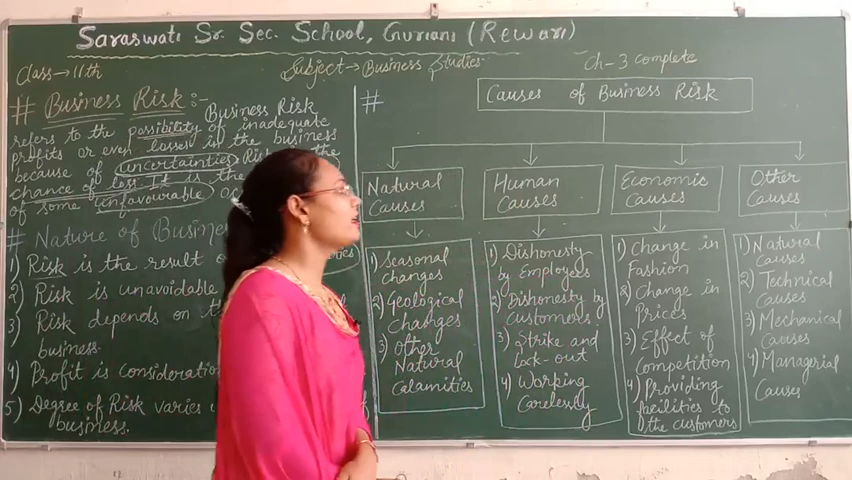 Saraswati Sr. Sec. School, Gurians (Rewari)
Class → 11th
Subject → Business Studies
Ch-3 complete
# Business Risk :-
Business Risk
refers to the possibility of inadequate
profits or even losses in the business
because of uncertainties. Risk the
chance of loss. It is the
of some unfavourable
# Nature of
1) Risk is the result
2) Risk is unavoidable
3) Risk depends on
business.
4) Profit is consideration
5) Degree of Risk varies of
business.
#
Causes of Business Risk
Natural
Causes
1) Seasonal
changes
2) Geological
Changes
3) Other
Natural
calamities
Human
Causes
1) Dishonesty
by Employees
2) Dishonesty by
customers
3) Strike and
Lock-out
4) Working
Carelessly
Economic
Causes
1) Change in
Fashion
2) Change in
Prices
3) Effect of
Competition
4) Providing
facilities to
the customers
Other
Causes
1) Natural
Causes
2) Technical
Causes
3) Mechanical
Causes
4) Managerial
Causes